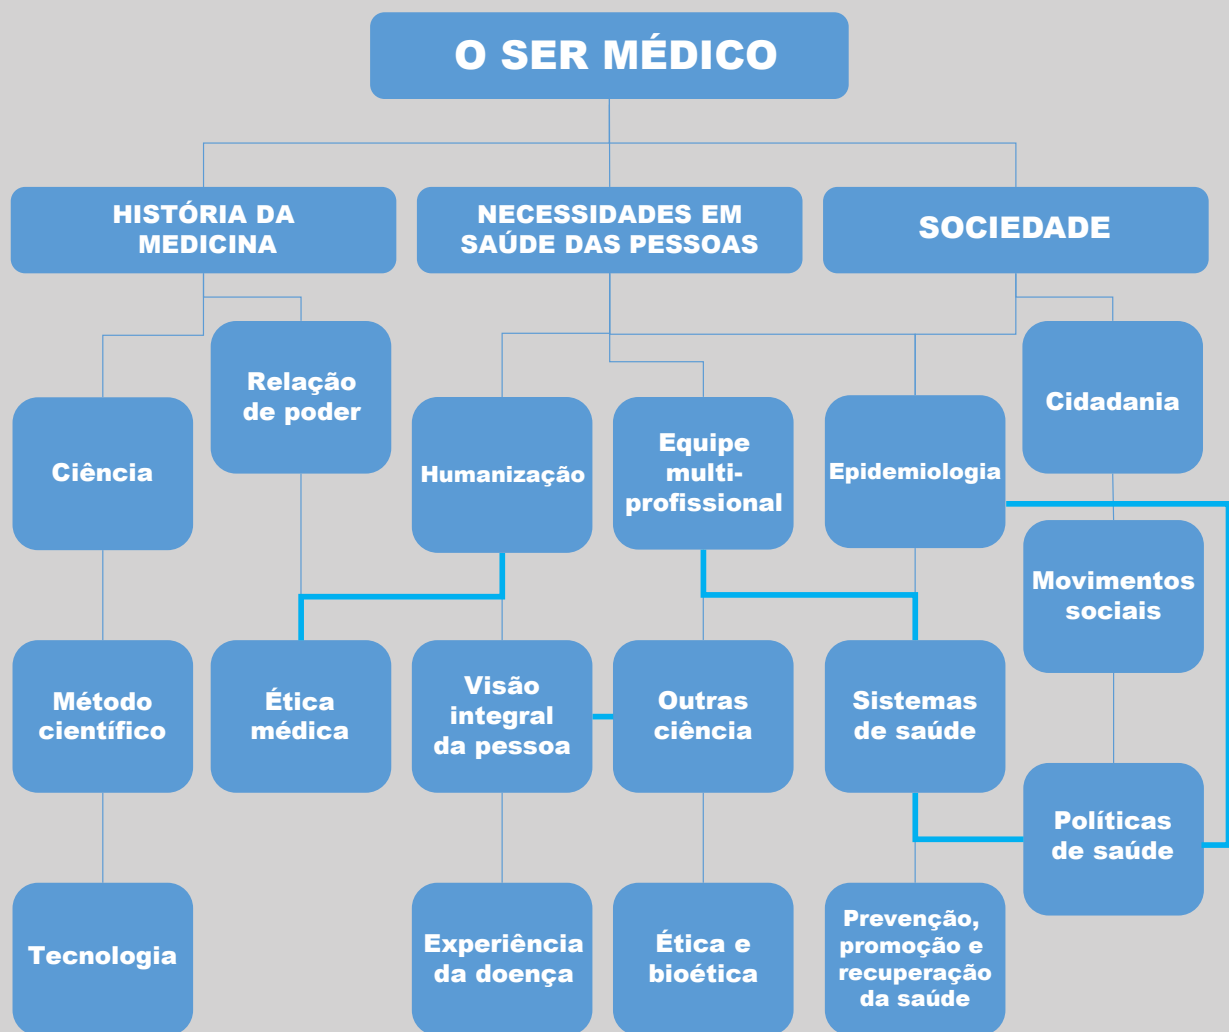 O SER MÉDICO
HISTÓRIA DA
MEDICINA
NECESSIDADES EM
SAÚDE DAS PESSOAS
SOCIEDADE
Relação
de poder
Cidadania
Ciência
Humanização
Equipe
multi-
profissional
Epidemiologia
Movimentos
sociais
Método
científico
Ética
médica
Visão
integral
da pessoa
Outras
ciência
Sistemas
de saúde
Políticas
de saúde
Tecnologia
Experiência
da doença
Ética e
bioética
Prevenção,
promoção e
recuperação
da saúde